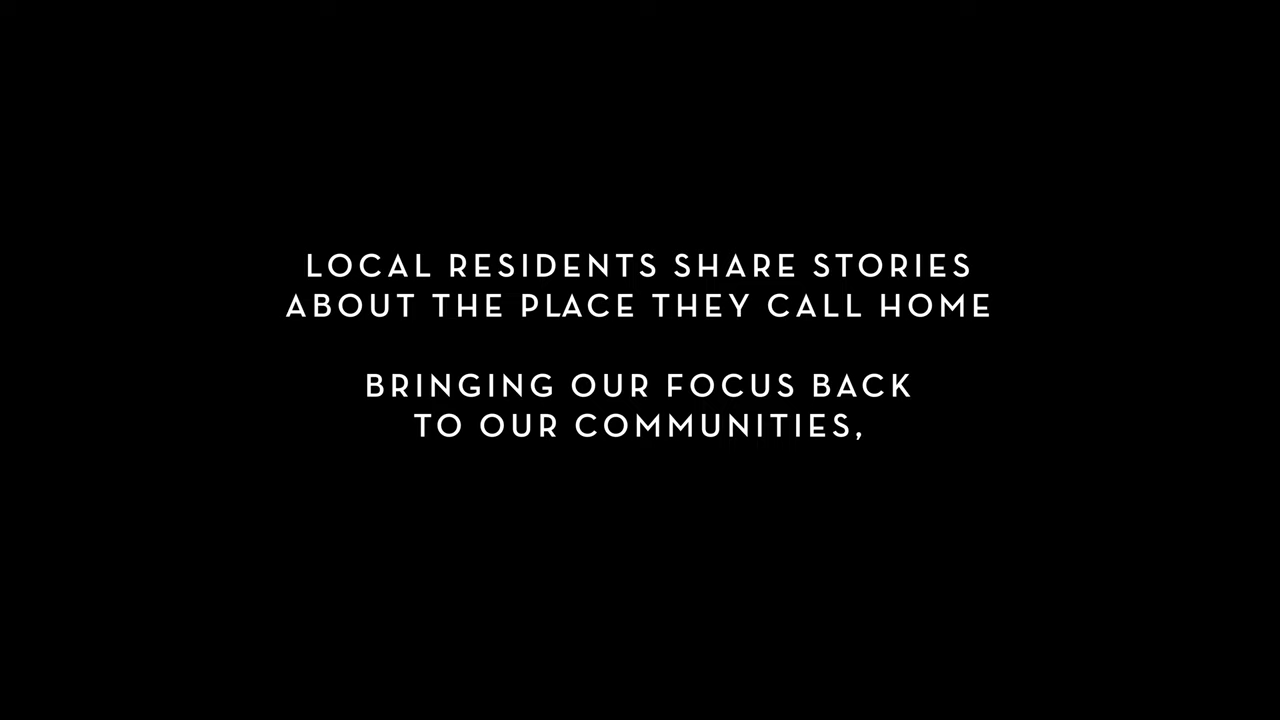 LOCAL RESIDENTS SHARE STORIES
ABOUT THE PLACE THEY CALL HOME
BRINGING OUR FOCUS BACK
TO OUR COMMUNITIES,